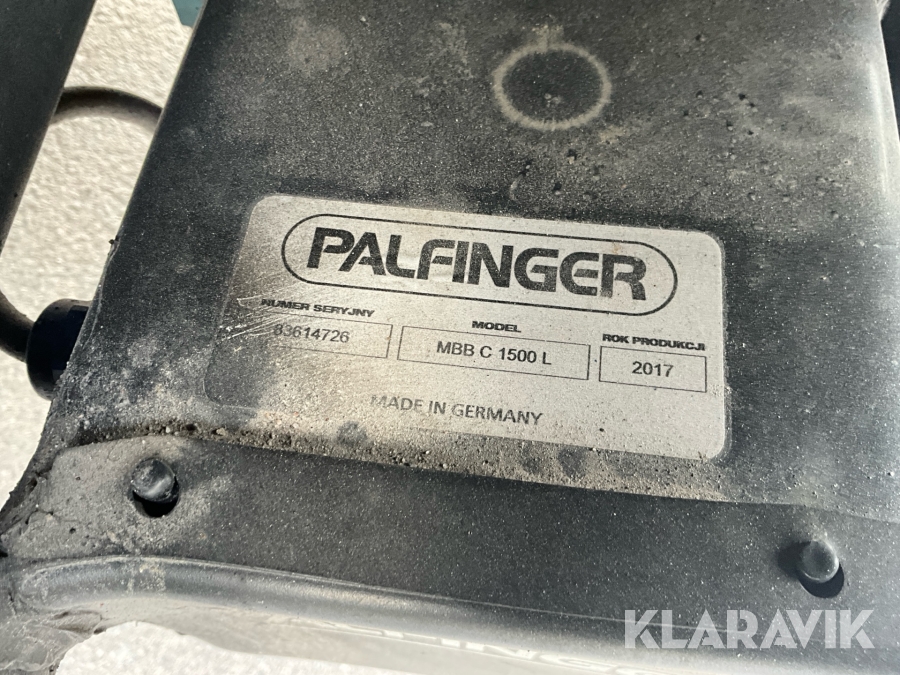 PALFINGER
NUMER SERYJNY MODEL ROK PRODUKCJI
83614726 MBB C 1500 L 2017
MADE IN GERMANY
KLARAVIK